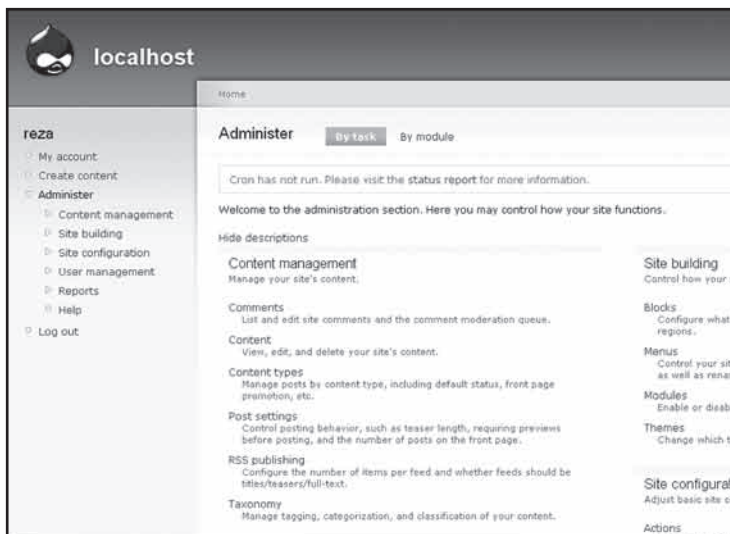 localhost
Home
reza
My account
Create content
Administer
Content management
Site building
Site configuration
User management
Reports
Help
Log out
Administer
By task
By module
Cron has not run. Please visit the status report for more information.
Welcome to the administration section. Here you may control how your site functions.
Hide descriptions
Content management
Manage your site's content.
Comments
List and edit site comments and the comment moderation queue.
Content
View, edit, and delete your site's content.
Content types
Manage posts by content type, including default status, front page
promotion, etc.
Post settings
Control posting behavior, such as teaser length, requiring previews
before posting, and the number of posts on the front page.
RSS publishing
Configure the number of items per feed and whether feeds should be
titles/teasers/full-text.
Taxonomy
Manage tagging, categorization, and classification of your content.
Site building
Control how your
Blocks
Configure what
regions.
Menus
Control your sit
as well as rena
Modules
Enable or disab
Themes
Change which t
Site configurat
Adjust basic site c
Actions